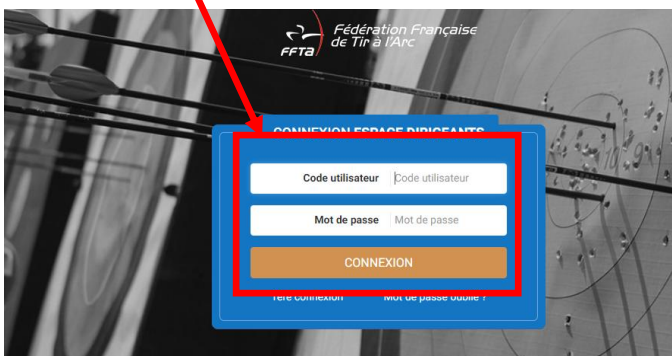 Fédération Française
de Tir à l'Arc
FFTa
CONNEXION ESPACE DIRIGEANTS
Code utilisateur Code utilisateur
Mot de passe Mot de passe
CONNEXION
1ère connexion Mot de passe oublié ?